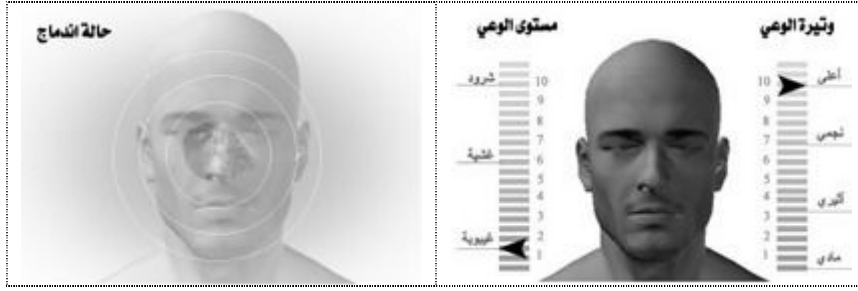 حالة اندماج
وتيرة الوعي
أعلى
نجمي
أثيري
مادي
10
9
8
7
6
5
4
3
2
1
مستوى الوعي
شرود
غشية
غيبوبة
10
9
8
7
6
5
4
3
2
1